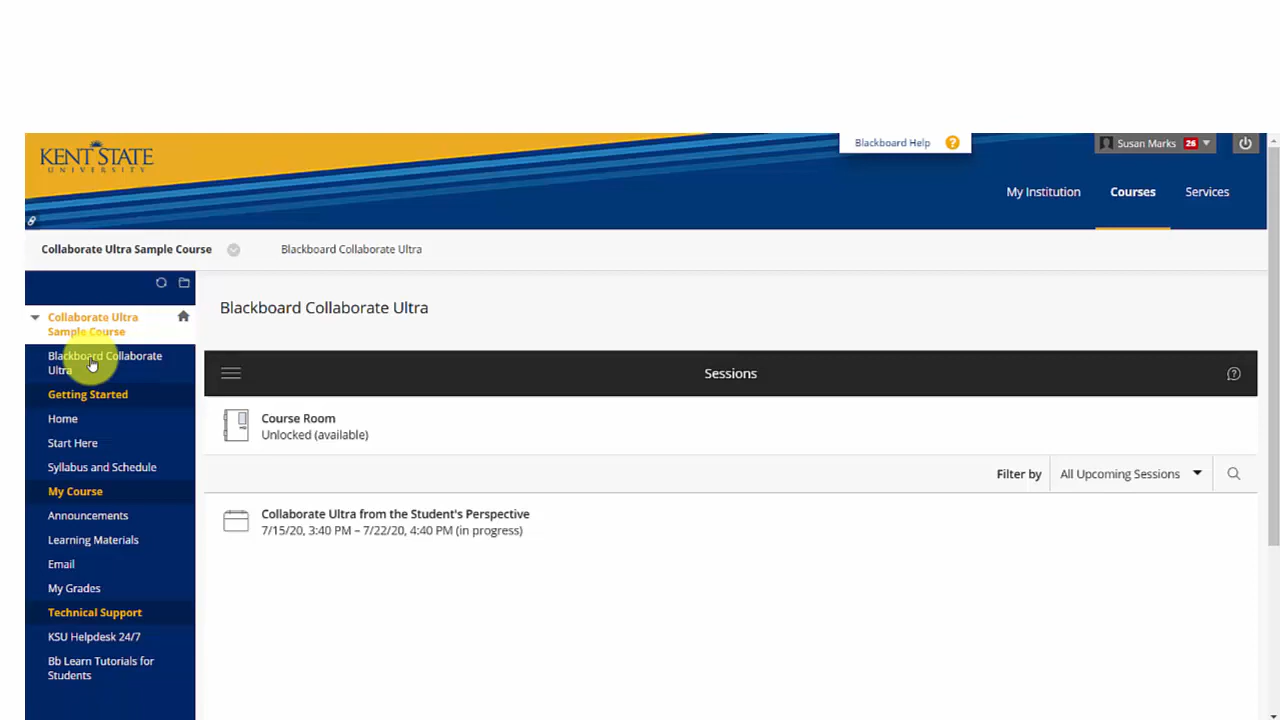 KENT STATE
UNIVERSITY
Blackboard Help ?
Susan Marks 26
My Institution Courses Services
Collaborate Ultra Sample Course Blackboard Collaborate Ultra
Collaborate Ultra
Sample Course
Blackboard Collaborate
Ultra
Getting Started
Home
Start Here
Syllabus and Schedule
My Course
Announcements
Learning Materials
Email
My Grades
Technical Support
KSU Helpdesk 24/7
Bb Learn Tutorials for
Students
Blackboard Collaborate Ultra
Sessions
Course Room
Unlocked (available)
Filter by All Upcoming Sessions
Collaborate Ultra from the Student's Perspective
7/15/20, 3:40 PM – 7/22/20, 4:40 PM (in progress)